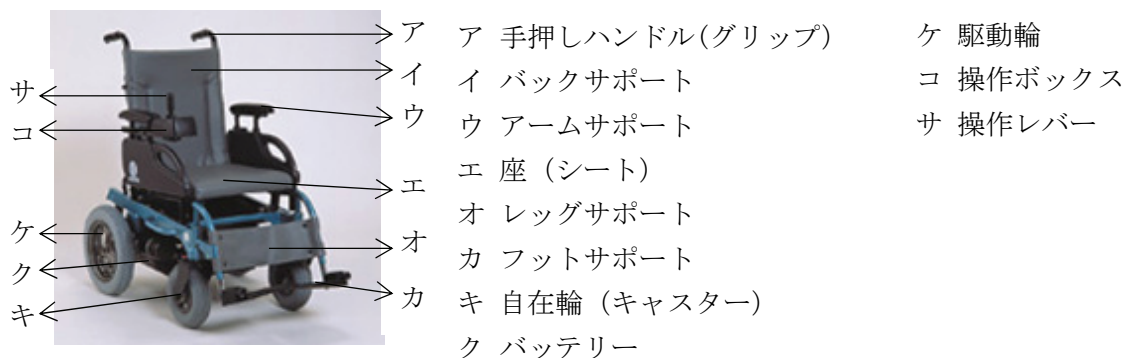 ア
イ
ウ
エ
オ
カ
サ
コ
ケ
ク
キ
ア 手押しハンドル(グリップ)
イ バックサポート
ウ アームサポート
エ 座 (シート)
オ レッグサポート
カ フットサポート
キ 自在輪 (キャスター)
ク バッテリー
ケ 駆動輪
コ 操作ボックス
サ 操作レバー